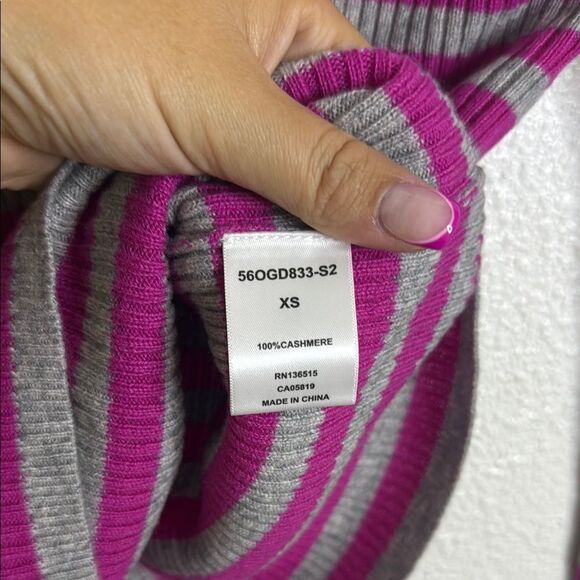 56OGD833-S2
XS
100%CASHMERE
RN136515
CA05819
MADE IN CHINA